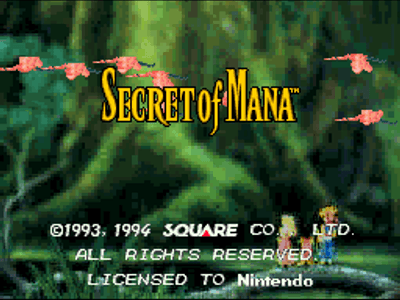 SECRET of MANA™
©1993, 1994 SQUARE CO., LTD.
ALL RIGHTS RESERVED.
LICENSED TO Nintendo